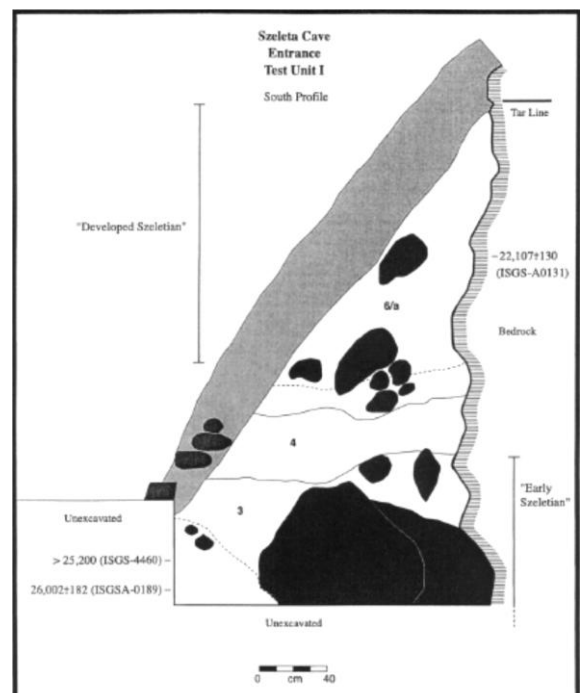 Szeleta Cave
Entrance
Test Unit I
South Profile
Tar Line
"Developed Szeletian"
- 22,107±130
(ISGS-A0131)
6/a
Bedrock
4
"Early
Szeletian"
3
Unexcavated
> 25,200 (ISGS-4460) -
26,002±182 (ISGSA-0189) -
Unexcavated
0 cm 40